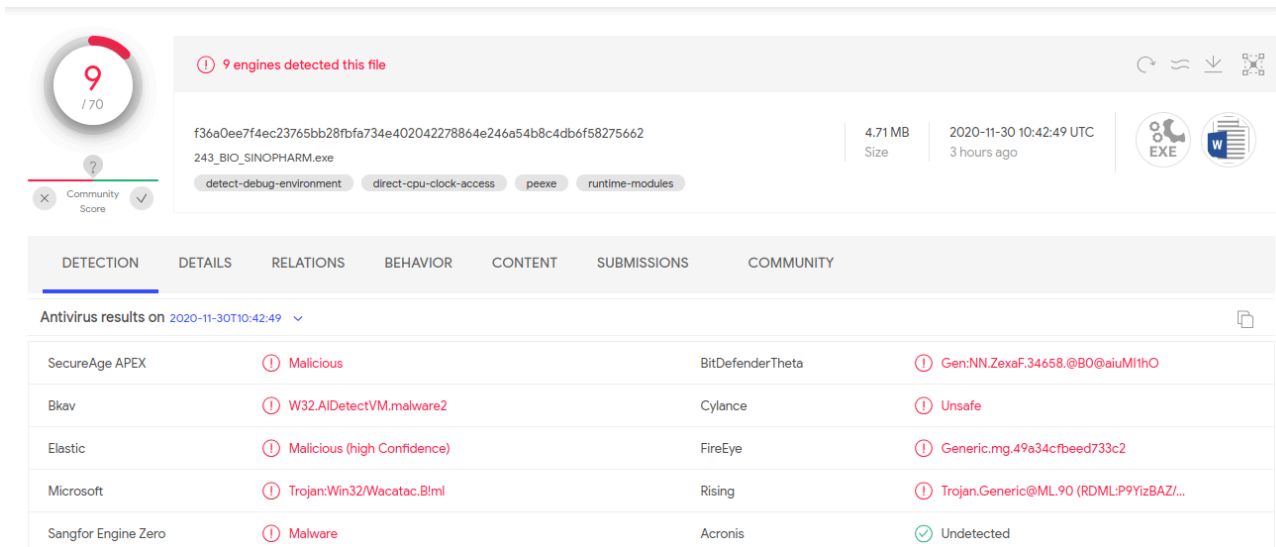 9
/ 70
9 engines detected this file
f36a0ee7f4ec23765bb28fbfa734e402042278864e246a54b8c4db6f58275662
243_BIO_SINOPHARM.exe
detect-debug-environment direct-cpu-clock-access peexe runtime-modules
4.71 MB
Size
2020-11-30 10:42:49 UTC
3 hours ago
EXE
W
?
Community
Score
DETECTION DETAILS RELATIONS BEHAVIOR CONTENT SUBMISSIONS COMMUNITY
Antivirus results on 2020-11-30T10:42:49
SecureAge APEX Malicious BitDefenderTheta Gen:NN.ZexaF.34658.@B0@aiuMI1hO
Bkav W32.AIDetectVM.malware2 Cylance Unsafe
Elastic Malicious (high Confidence) FireEye Generic.mg.49a34cfbeed733c2
Microsoft Trojan:Win32/Wacatac.B!ml Rising Trojan.Generic@ML.90 (RDML:P9YizBAZ/...
Sangfor Engine Zero Malware Acronis Undetected